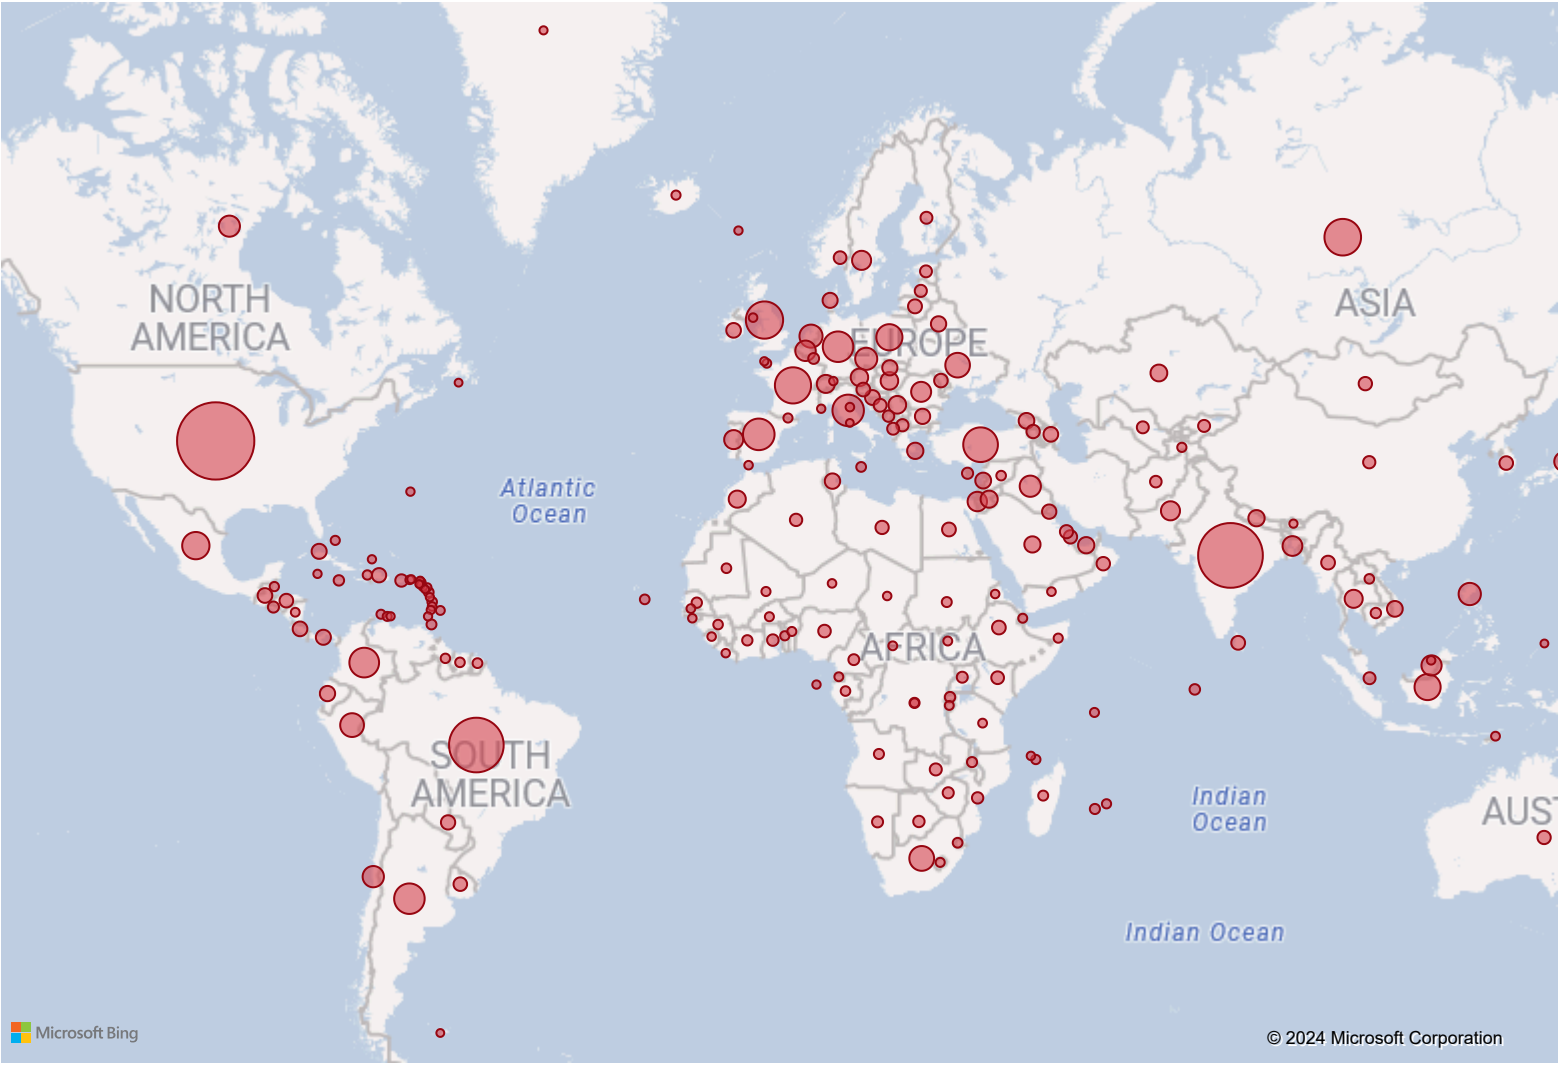 NORTH
AMERICA
ASIA
EUROPE
Atlantic
Ocean
AFRICA
SOUTH
AMERICA
Indian
Ocean
AUST
Indian Ocean
Microsoft Bing
© 2024 Microsoft Corporation